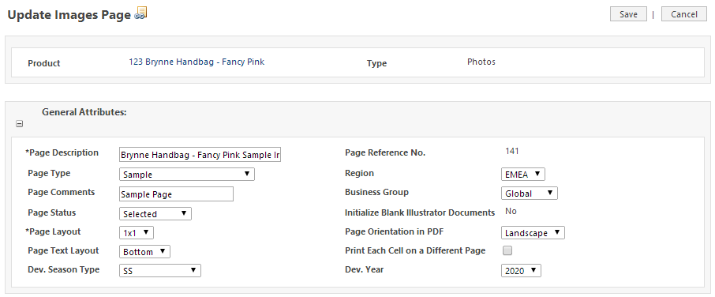 Update Images Page
Save | Cancel
Product 123 Brynne Handbag - Fancy Pink Type Photos
General Attributes:
*Page Description Brynne Handbag - Fancy Pink Sample Page Reference No. 141
Page Type Sample Region EMEA
Page Comments Sample Page Business Group Global
Page Status Selected Initialize Blank Illustrator Documents No
*Page Layout 1x1 Page Orientation in PDF Landscape
Page Text Layout Bottom Print Each Cell on a Different Page
Dev. Season Type SS Dev. Year 2020